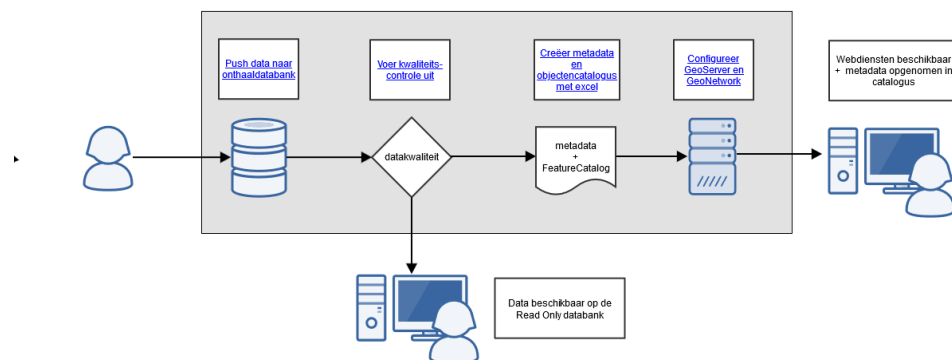 Push data naar
onthaaldatabank
Voer kwaliteits-
controle uit
Creëer metadata
en
objectencatalogus
met excel
Configureer
GeoServer en
GeoNetwork
Webdiensten beschikbaar
+ metadata opgenomen in
catalogus
datakwaliteit
metadata
+
FeatureCatalog
Data beschikbaar op de
Read Only databank